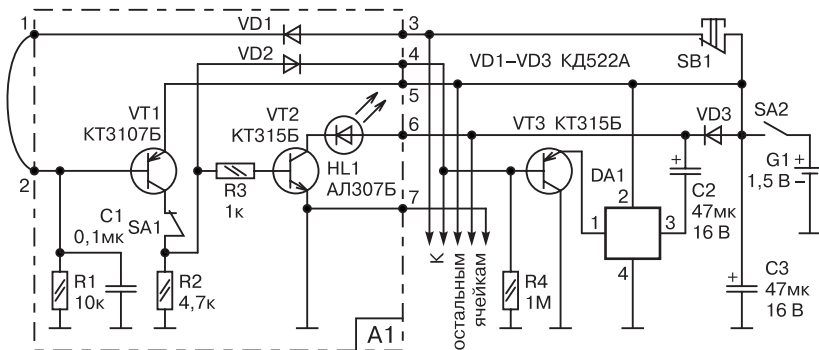 1
VD1
3
VD2
4
VD1–VD3 КД522А
SB1
5
VT1
КТ3107Б
VT2
КТ315Б
6
VT3 КТ315Б
VD3
SA2
2
R3
1к
HL1
АЛ307Б
DA1
2
+
C2
47мк
16 В
G1
+
1,5 В
–
C1
0,1мк
SA1
7
1
3
R1
10к
R2
4,7к
К
остальным
ячейкам
R4
1М
4
+
C3
47мк
16 В
А1